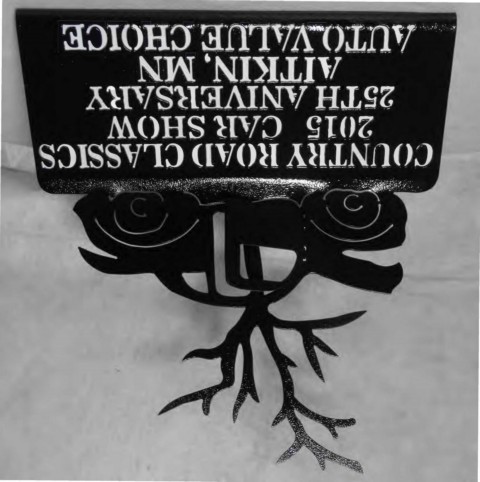 COUNTRY ROAD CLASSICS
2015 CAR SHOW
25TH ANIVERSARY
AITKIN, MN
AUTO VALUE CHOICE